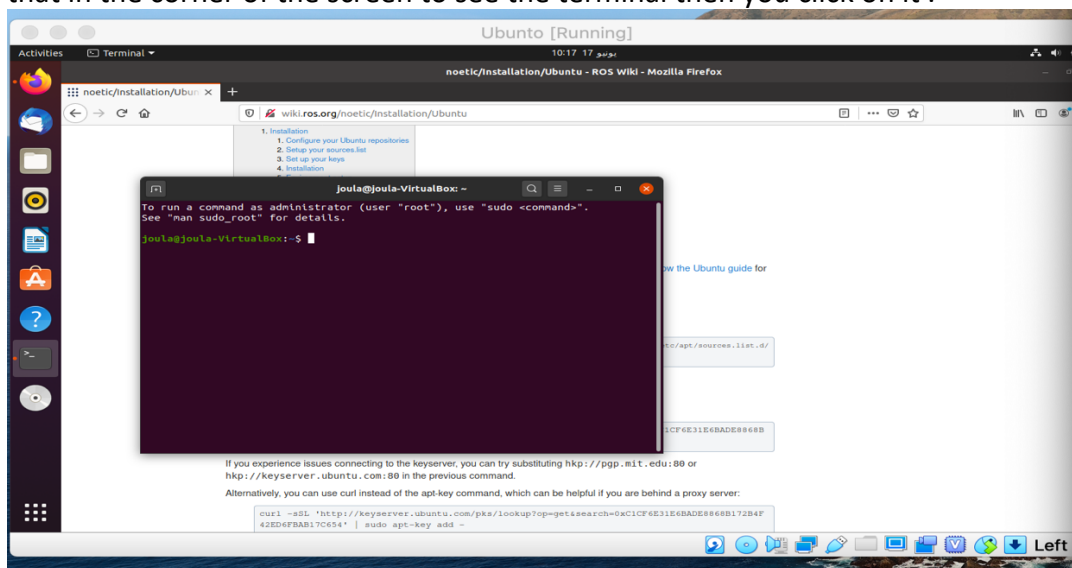 that in the corner of the screen to see the terminal then you click on it .
Ubunto [Running]
Activities Terminal
10:17 17 يونيو
noetic/Installation/Ubuntu - ROS Wiki - Mozilla Firefox
noetic/Installation/Ubun
wiki.ros.org/noetic/Installation/Ubuntu
1. Installation
1. Configure your Ubuntu repositories
2. Setup your sources.list
3. Set up your keys
4. Installation
joula@joula-VirtualBox: ~
To run a command as administrator (user "root"), use "sudo <command>".
See "man sudo_root" for details.
joula@joula-VirtualBox:~$
the Ubuntu guide for
etc/apt/sources.list.d/
1CF6E31E6BADE8868B
If you experience issues connecting to the keyserver, you can try substituting hkp://pgp.mit.edu:80 or
hkp://keyserver.ubuntu.com:80 in the previous command.
Alternatively, you can use curl instead of the apt-key command, which can be helpful if you are behind a proxy server:
curl -sSL 'http://keyserver.ubuntu.com/pks/lookup?op=get&search=0xC1CF6E31E6BADE8868B172B4F
42ED6FBAB17C654' | sudo apt-key add -
Left